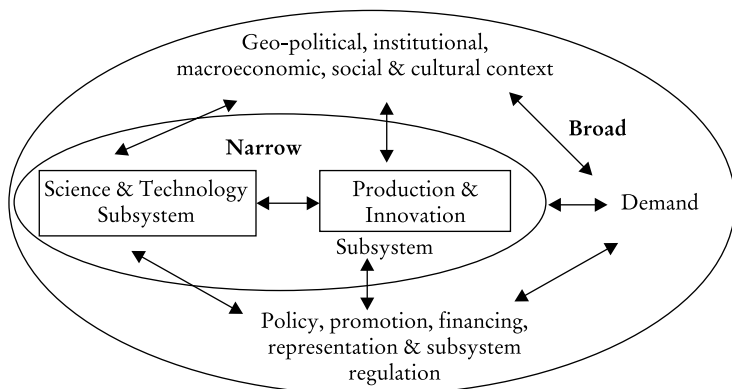 Geo-political, institutional,
macroeconomic, social & cultural context
Broad
Narrow
Science & Technology
Subsystem
Production &
Innovation
Subsystem
Demand
Policy, promotion, financing,
representation & subsystem
regulation